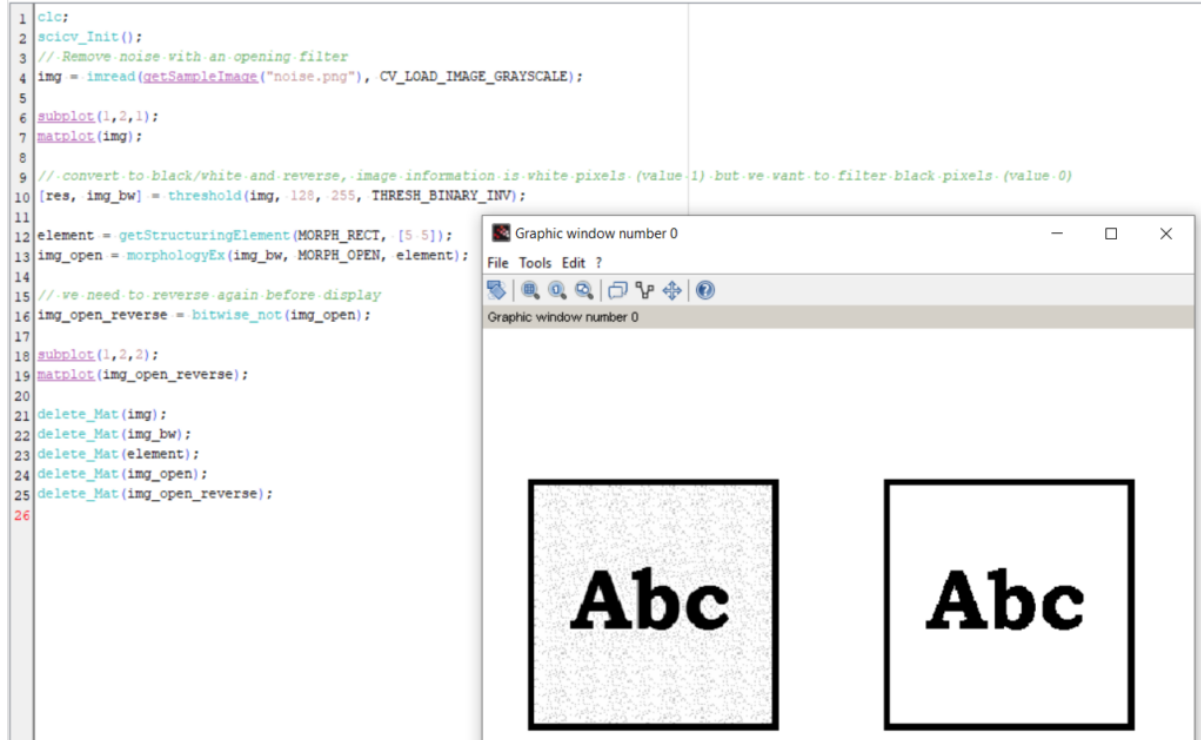 1 clc;
2 scicv_Init();
3 // Remove noise with an opening filter
4 img = imread(getSampleImage("noise.png"), CV_LOAD_IMAGE_GRAYSCALE);
5
6 subplot(1,2,1);
7 matplot(img);
8
9 // convert to black/white and reverse, image information is white pixels (value 1) but we want to filter black pixels (value 0)
10 [res, img_bw] = threshold(img, 128, 255, THRESH_BINARY_INV);
11
12 element = getStructuringElement(MORPH_RECT, [5 5]);
13 img_open = morphologyEx(img_bw, MORPH_OPEN, element);
14
15 // we need to reverse again before display
16 img_open_reverse = bitwise_not(img_open);
17
18 subplot(1,2,2);
19 matplot(img_open_reverse);
20
21 delete_Mat(img);
22 delete_Mat(img_bw);
23 delete_Mat(element);
24 delete_Mat(img_open);
25 delete_Mat(img_open_reverse);
26
Graphic window number 0
File Tools Edit ?
Graphic window number 0
Abc Abc